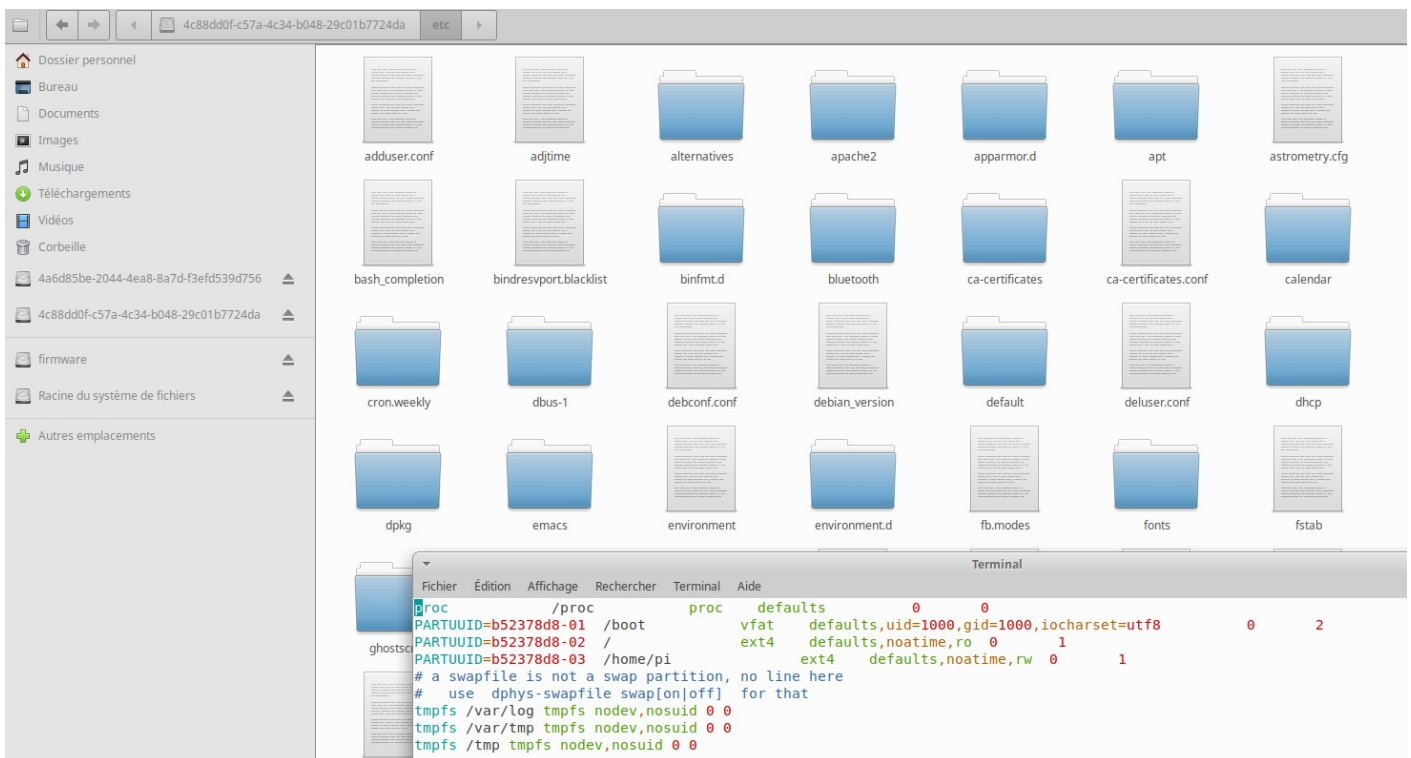 4c88dd0f-c57a-4c34-b048-29c01b7724da etc
Dossier personnel
Bureau
Documents
Images
Musique
Téléchargements
Vidéos
Corbeille
4a6d85be-2044-4ea8-8a7d-f3efd539d756
4c88dd0f-c57a-4c34-b048-29c01b7724da
firmware
Racine du système de fichiers
Autres emplacements
adduser.conf adjtime alternatives apache2 apparmor.d apt astrometry.cfg
bash_completion bindresvport.blacklist binfmt.d bluetooth ca-certificates ca-certificates.conf calendar
cron.weekly dbus-1 debconf.conf debian_version default deluser.conf dhcp
dpkg emacs environment environment.d fb.modes fonts fstab
Terminal
Fichier Édition Affichage Rechercher Terminal Aide
proc /proc proc defaults 0 0
PARTUUID=b52378d8-01 /boot vfat defaults,uid=1000,gid=1000,iocharset=utf8 0 2
PARTUUID=b52378d8-02 / ext4 defaults,noatime,ro 0 1
PARTUUID=b52378d8-03 /home/pi ext4 defaults,noatime,rw 0 1
# a swapfile is not a swap partition, no line here
# use dphys-swapfile swap[on|off] for that
tmpfs /var/log tmpfs nodev,nosuid 0 0
tmpfs /var/tmp tmpfs nodev,nosuid 0 0
tmpfs /tmp tmpfs nodev,nosuid 0 0